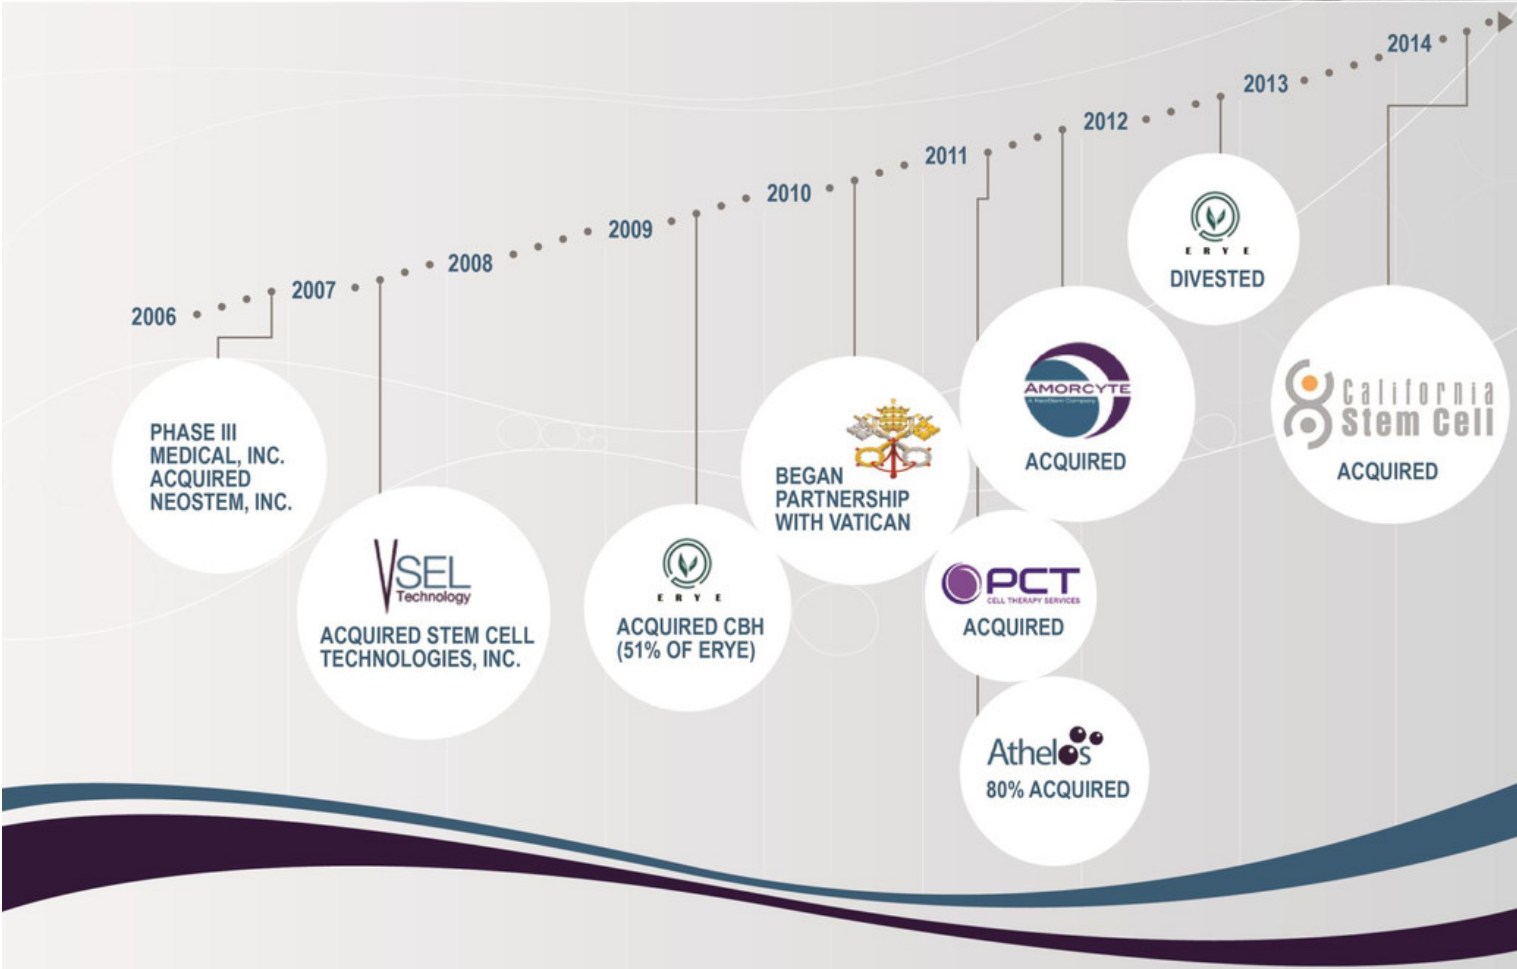 2006
2007
2008
2009
2010
2011
2012
2013
2014
PHASE III
MEDICAL, INC.
ACQUIRED
NEOSTEM, INC.
VSEL
Technology
ACQUIRED STEM CELL
TECHNOLOGIES, INC.
ERYE
ACQUIRED CBH
(51% OF ERYE)
BEGAN
PARTNERSHIP
WITH VATICAN
PCT
CELL THERAPY SERVICES
ACQUIRED
Athelos
80% ACQUIRED
AMORCYTE
A NeoStem Company
ACQUIRED
ERYE
DIVESTED
California
Stem Cell
ACQUIRED